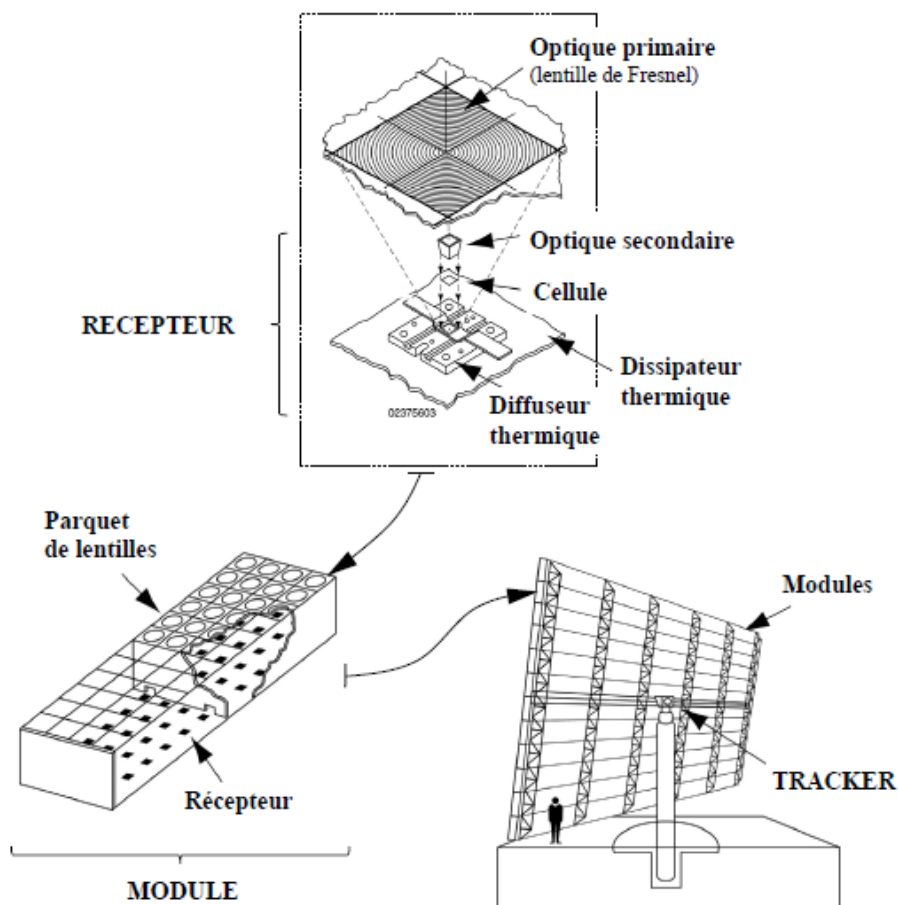 Optique primaire
(lentille de Fresnel)
Optique secondaire
Cellule
RECEPTEUR
Dissipateur
thermique
Diffuseur
thermique
02375603
Parquet
de lentilles
Modules
Récepteur
TRACKER
MODULE